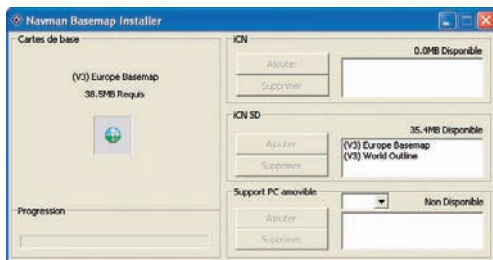 Navman Basemap Installer
Cartes de base
(V3) Europe Basemap
38.5MB Requis
Progression
iCN
0.0MB Disponible
Ajouter
Supprimer
iCN SD
35.4MB Disponible
Ajouter
Supprimer
(V3) Europe Basemap
(V3) World Outline
Support PC amovible
Non Disponible
Ajouter
Supprimer